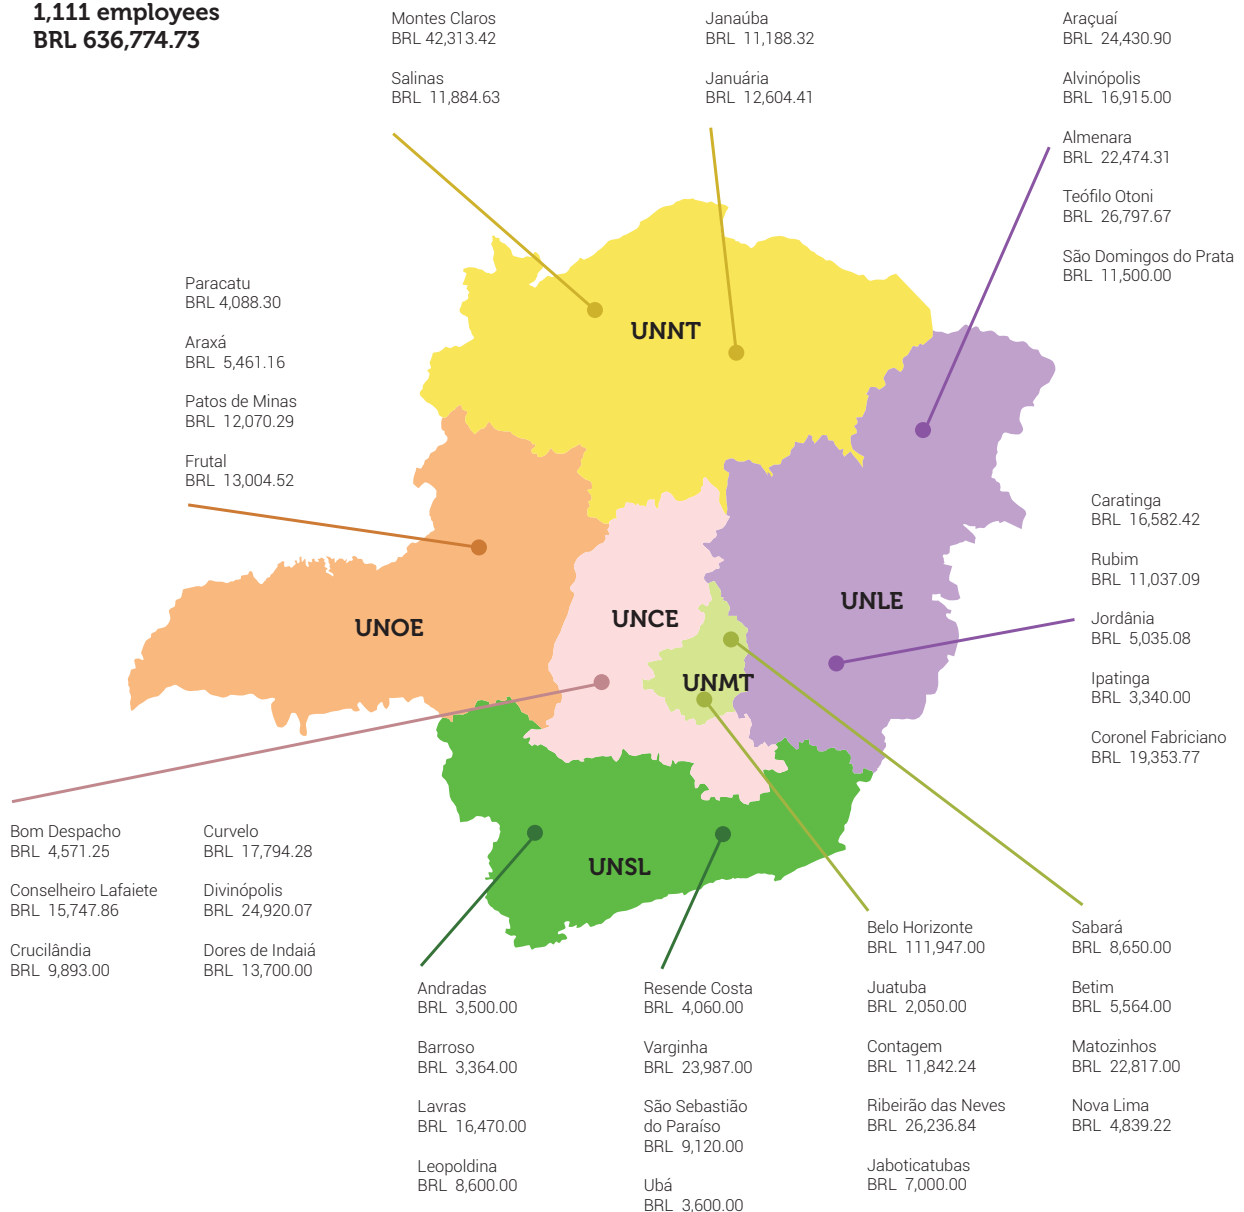 1,111 employees
BRL 636,774.73
Montes Claros
BRL 42,313.42
Salinas
BRL 11,884.63
Janaúba
BRL 11,188.32
Januária
BRL 12,604.41
Araçuaí
BRL 24,430.90
Alvinópolis
BRL 16,915.00
Almenara
BRL 22,474.31
Teófilo Otoni
BRL 26,797.67
São Domingos do Prata
BRL 11,500.00
Paracatu
BRL 4,088.30
Araxá
BRL 5,461.16
Patos de Minas
BRL 12,070.29
Frutal
BRL 13,004.52
UNNT
UNOE
UNCE
UNLE
UNMT
UNSL
Caratinga
BRL 16,582.42
Rubim
BRL 11,037.09
Jordânia
BRL 5,035.08
Ipatinga
BRL 3,340.00
Coronel Fabriciano
BRL 19,353.77
Bom Despacho
BRL 4,571.25
Conselheiro Lafaiete
BRL 15,747.86
Crucilândia
BRL 9,893.00
Curvelo
BRL 17,794.28
Divinópolis
BRL 24,920.07
Dores de Indaiá
BRL 13,700.00
Andradas
BRL 3,500.00
Barroso
BRL 3,364.00
Lavras
BRL 16,470.00
Leopoldina
BRL 8,600.00
Resende Costa
BRL 4,060.00
Varginha
BRL 23,987.00
São Sebastião
do Paraíso
BRL 9,120.00
Ubá
BRL 3,600.00
Belo Horizonte
BRL 111,947.00
Juatuba
BRL 2,050.00
Contagem
BRL 11,842.24
Ribeirão das Neves
BRL 26,236.84
Jaboticatubas
BRL 7,000.00
Sabará
BRL 8,650.00
Betim
BRL 5,564.00
Matozinhos
BRL 22,817.00
Nova Lima
BRL 4,839.22